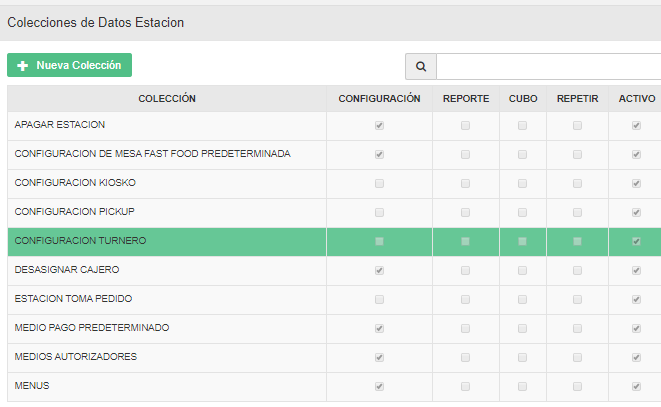 Colecciones de Datos Estacion
Nueva Colección
COLECCIÓN CONFIGURACIÓN REPORTE CUBO REPETIR ACTIVO
APAGAR ESTACION
CONFIGURACION DE MESA FAST FOOD PREDETERMINADA
CONFIGURACION KIOSKO
CONFIGURACION PICKUP
CONFIGURACION TURNERO
DESASIGNAR CAJERO
ESTACION TOMA PEDIDO
MEDIO PAGO PREDETERMINADO
MEDIOS AUTORIZADORES
MENUS